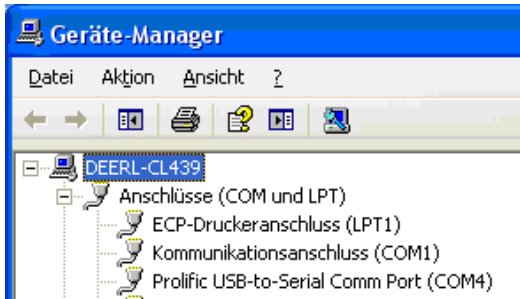 Geräte-Manager
Datei Aktion Ansicht ?
DEERL-CL439
Anschlüsse (COM und LPT)
ECP-Druckeranschluss (LPT1)
Kommunikationsanschluss (COM1)
Prolific USB-to-Serial Comm Port (COM4)